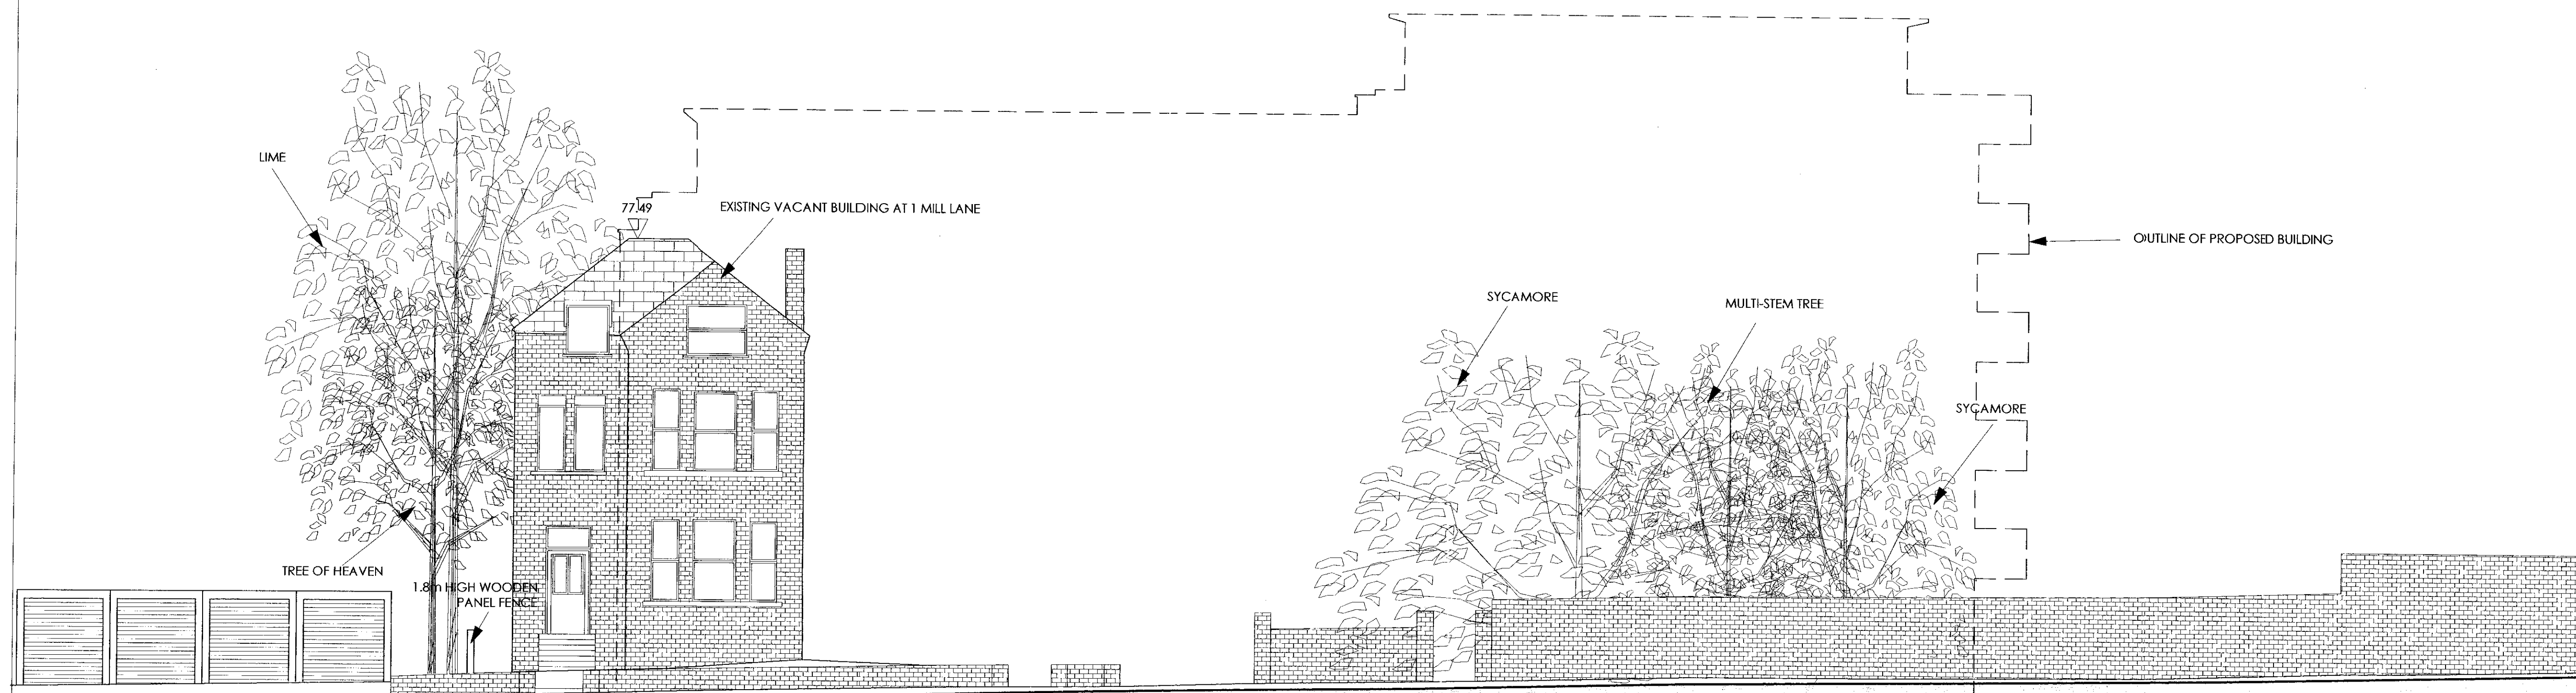 LIME
77.49
EXISTING VACANT BUILDING AT 1 MILL LANE
OUTLINE OF PROPOSED BUILDING
SYCAMORE
MULTI-STEM TREE
SYCAMORE
TREE OF HEAVEN
1.8m HIGH WOODEN
PANEL FENCE